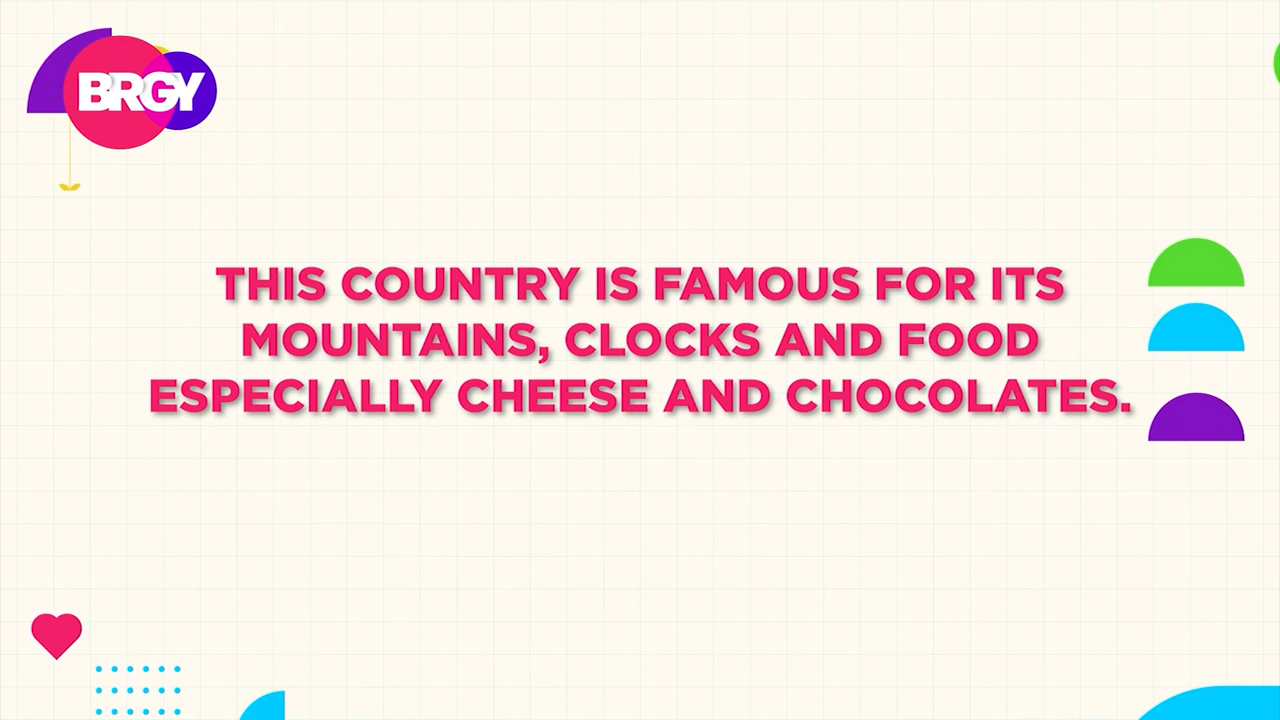 BRGY
THIS COUNTRY IS FAMOUS FOR ITS
MOUNTAINS, CLOCKS AND FOOD
ESPECIALLY CHEESE AND CHOCOLATES.